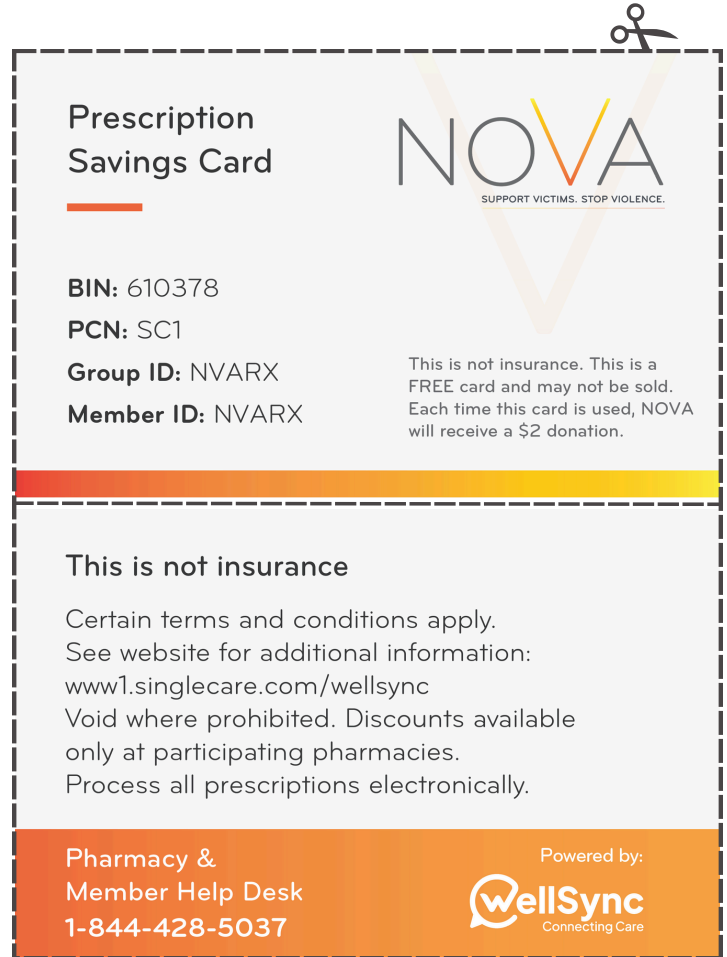 Prescription
Savings Card
NOVA
SUPPORT VICTIMS. STOP VIOLENCE.
BIN: 610378
PCN: SC1
Group ID: NVARX
Member ID: NVARX
This is not insurance. This is a
FREE card and may not be sold.
Each time this card is used, NOVA
will receive a $2 donation.
This is not insurance
Certain terms and conditions apply.
See website for additional information:
www1.singlecare.com/wellsync
Void where prohibited. Discounts available
only at participating pharmacies.
Process all prescriptions electronically.
Pharmacy &
Member Help Desk
1-844-428-5037
Powered by:
WellSync
Connecting Care